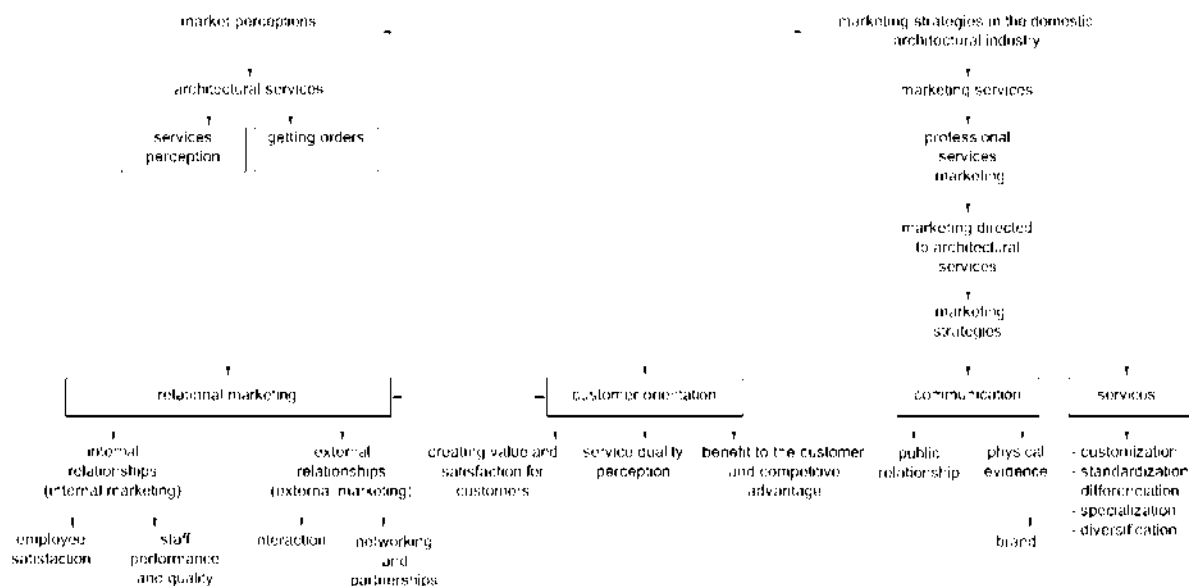 market perceptions
marketing strategies in the domestic
architectural industry
architectural services
marketing services
services
perception
getting orders
professional
services
marketing
marketing directed
to architectural
services
marketing
strategies
relational marketing
customer orientation
communication
services
internal
relationships
(internal marketing)
external
relationships
(external marketing)
creating value and
satisfaction for
customers
service quality
perception
benefit to the customer
and competitive
advantage
public
relationship
physical
evidence
- customization
- standardization
differenciation
- specialization
- diversification
employee
satisfaction
staff
performance
and quality
interaction
networking
and
partnerships
brand